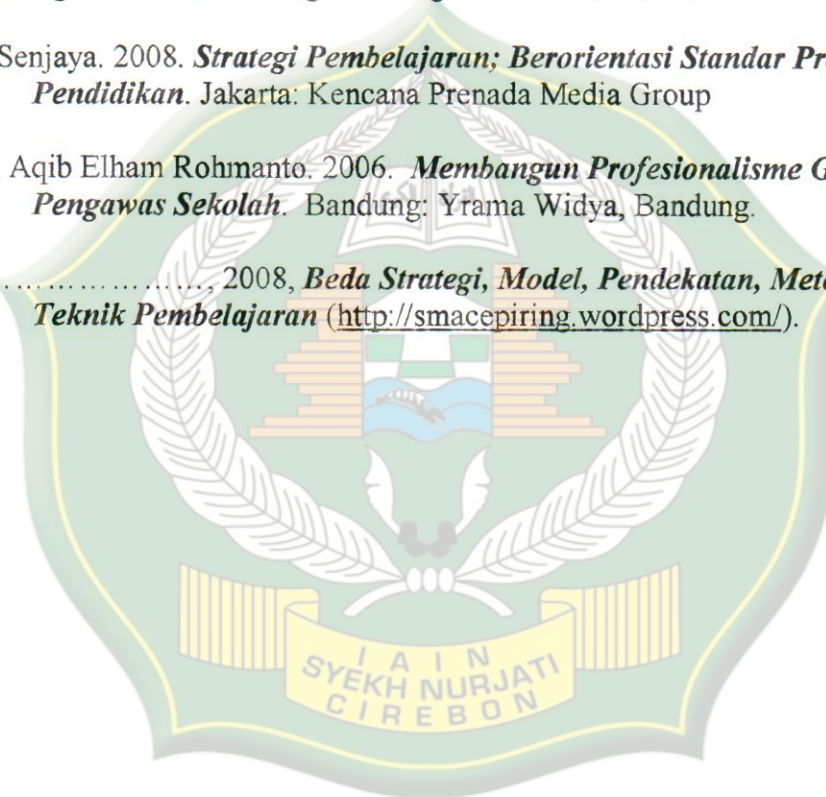 Senjaya. 2008. Strategi Pembelajaran; Berorientasi Standar Pr
Pendidikan. Jakarta: Kencana Prenada Media Group
Aqib Elham Rohmanto. 2006. Membangun Profesionalisme G
Pengawas Sekolah. Bandung: Yrama Widya, Bandung.
....................., 2008, Beda Strategi, Model, Pendekatan, Met
Teknik Pembelajaran (http://smacepiring.wordpress.com/).
IAIN
SYEKH NURJATI
CIREBON